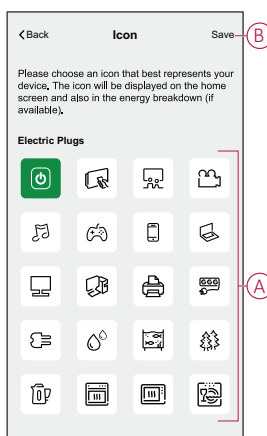 Back Icon Save B
Please choose an icon that best represents your
device. The icon will be displayed on the home
screen and also in the energy breakdown (if
available).
Electric Plugs
A